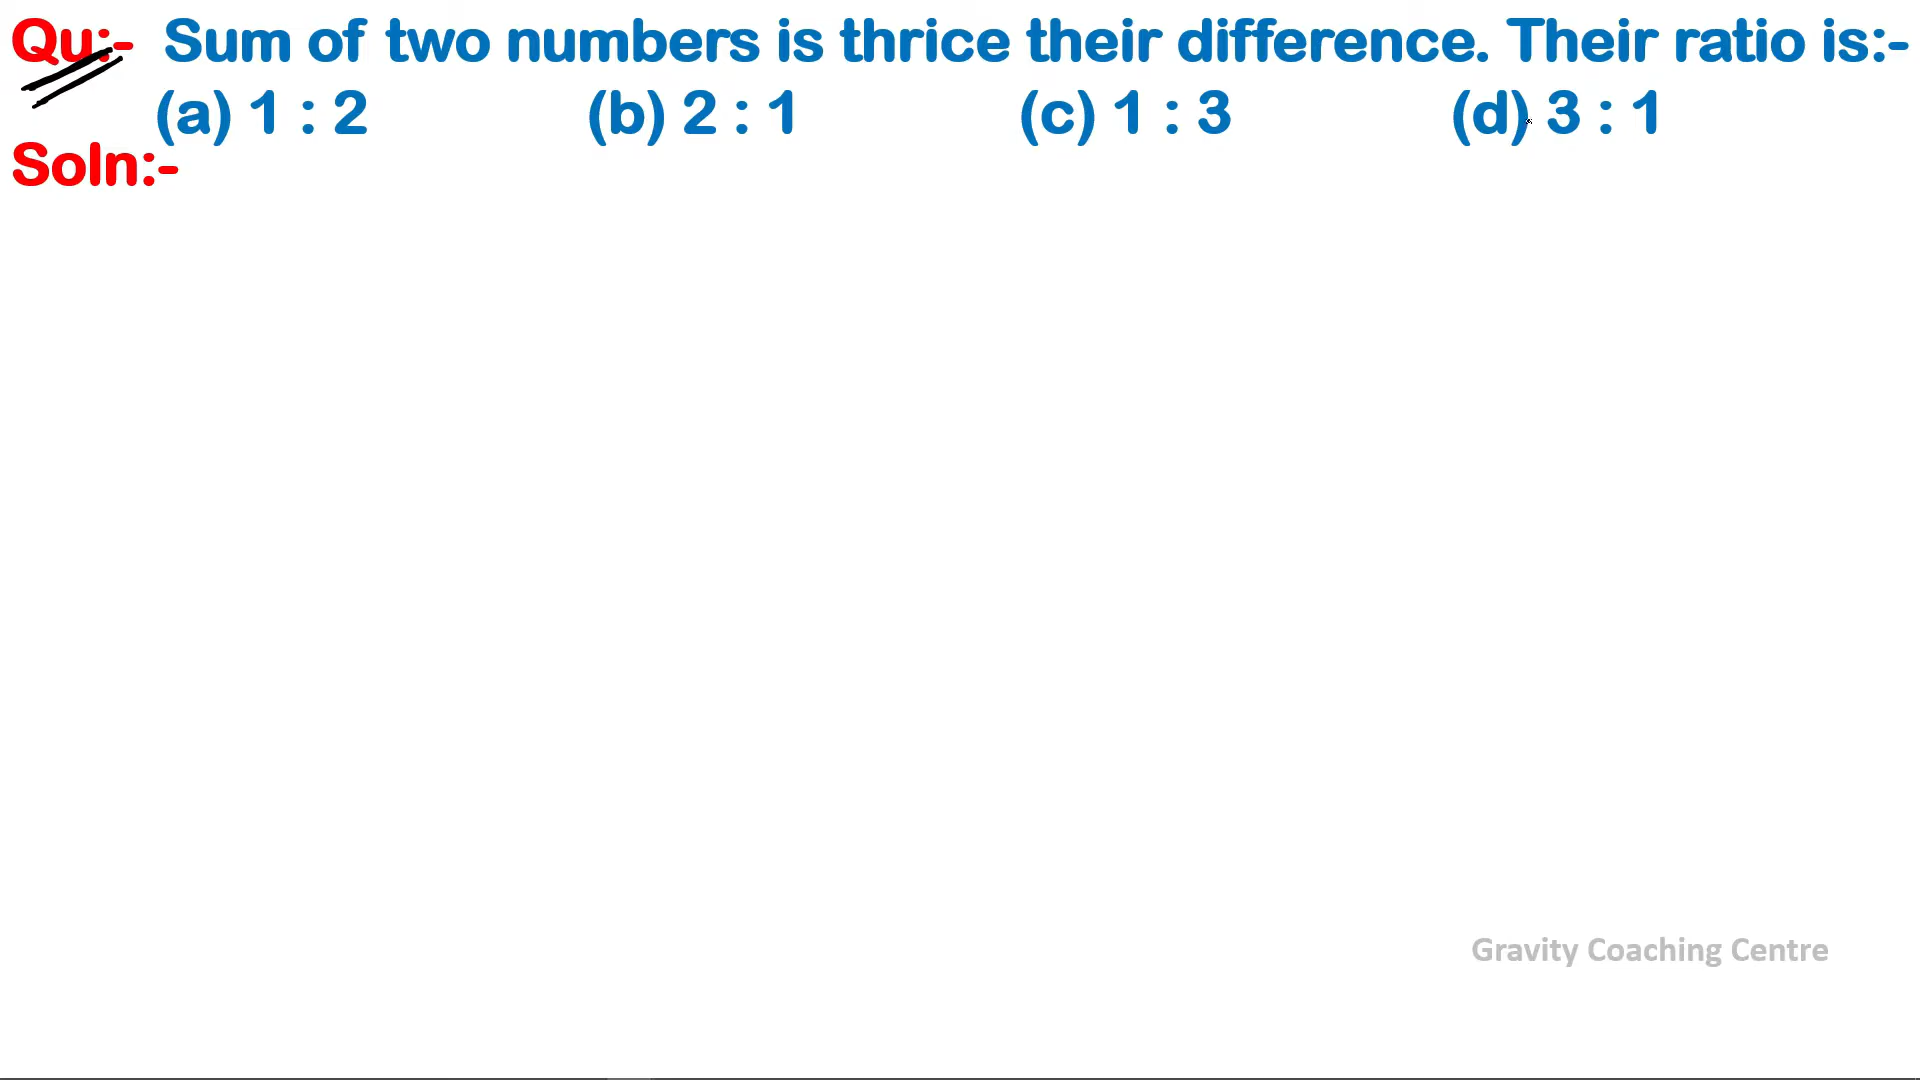 Qu:- Sum of two numbers is thrice their difference. Their ratio is:-
(a) 1 : 2 (b) 2 : 1 (c) 1 : 3 (d) 3 : 1
Soln:-
Gravity Coaching Centre